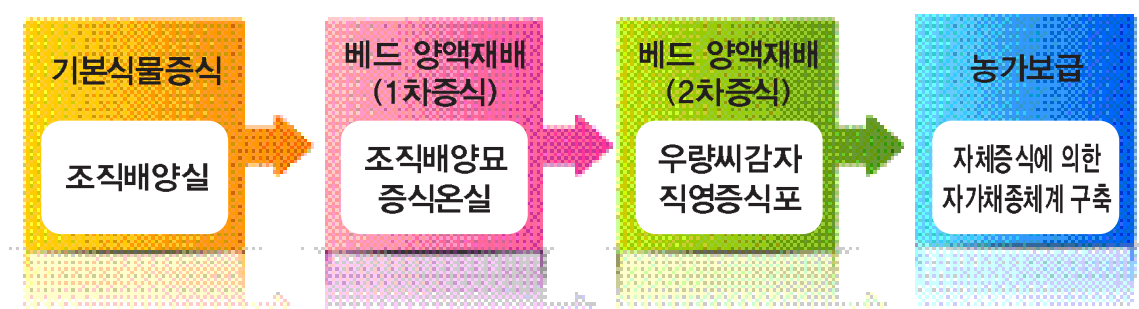 기본식물증식
조직배양실
베드 양액재배
(1차증식)
조직배양묘
증식온실
베드 양액재배
(2차증식)
우량씨감자
직영증식포
농가보급
자체증식에 의한
자가채종체계 구축